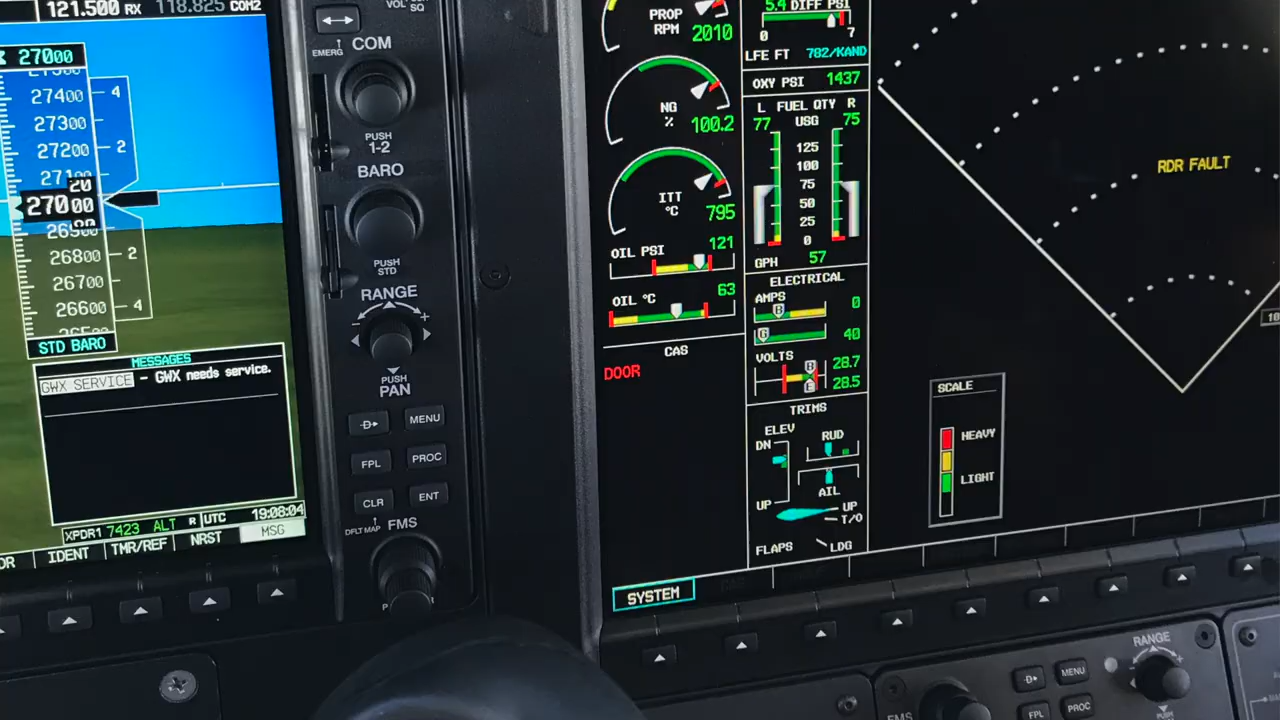 121.500 RX 118.825 COM2
27000
27400
4
27300
27200
2
20
27000
26800
2
26700
26600
4
STD BARO
MESSAGES
GWX SERVICE - GWX needs service.
XPDR1 7423 ALT R UTC 19:08:04
IDENT TMR/REF NRST MSG
SQ
EMERG
COM
PUSH
1-2
BARO
PUSH
STD
RANGE
- +
PUSH
PAN
D MENU
FPL PROC
CLR ENT
DFLT MAP FMS
PROP
RPM 2010
NG
% 100.2
ITT
°C 795
OIL PSI 121
OIL °C 63
CAS
DOOR
SYSTEM
5.4 DIFF PSI
0 7
LFE FT 782/KAND
OXY PSI 1437
L FUEL QTY R
77 USG 75
125
100
75
50
25
0
GPH 57
ELECTRICAL
AMPS 0
B
G 40
VOLTS 28.7
B
E 28.5
TRIMS
ELEV
DN RUD
AIL
UP UP
T/O
FLAPS LDG
RDR FAULT
SCALE
HEAVY
LIGHT
RANGE
D MENU
FPL PROC
FMS
PUSH